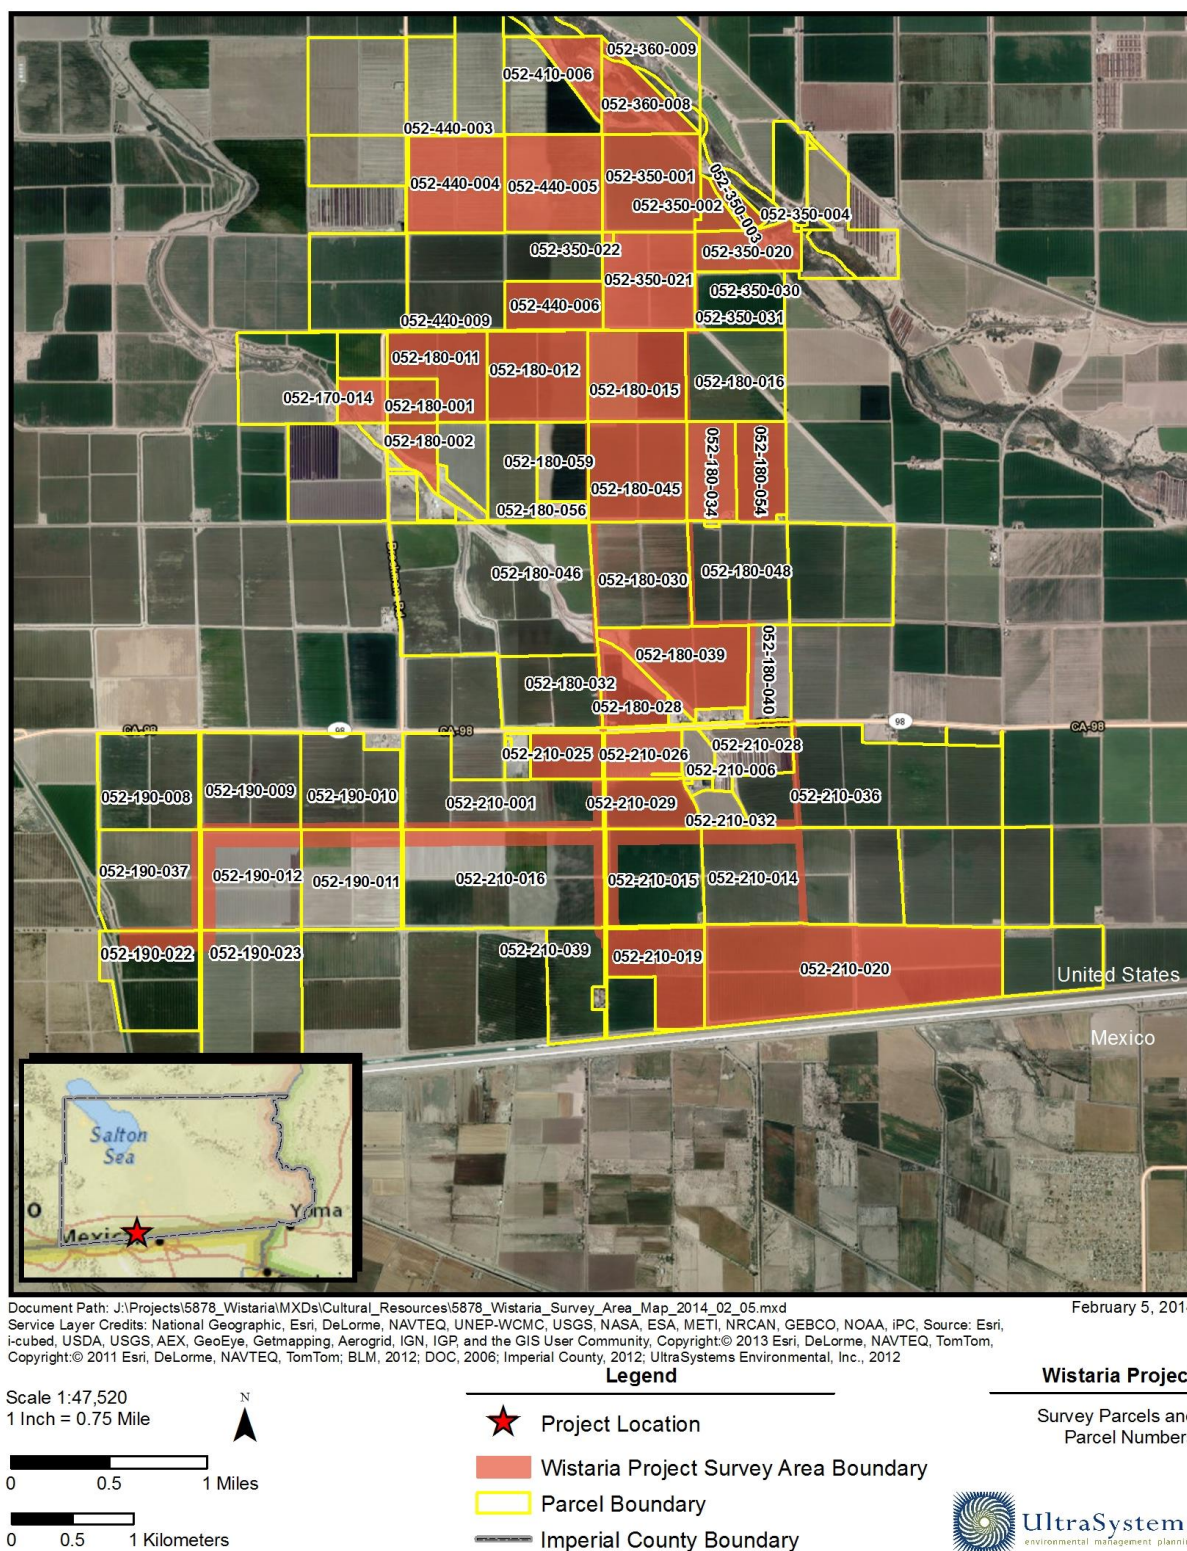 052-360-009
052-410-006
052-360-008
052-440-003
052-440-004
052-440-005
052-350-001
052-350-002
052-350-003
052-350-004
052-350-022
052-350-020
052-350-021
052-350-030
052-440-006
052-440-009
052-350-031
052-180-011
052-180-012
052-180-015
052-180-016
052-170-014
052-180-001
052-180-002
052-180-059
052-180-045
052-180-034
052-180-054
052-180-056
052-180-046
052-180-030
052-180-048
052-180-039
052-180-040
052-180-032
052-180-028
CA-98
98
CA-98
98
CA-98
052-210-025
052-210-026
052-210-028
052-210-006
052-190-008
052-190-009
052-190-010
052-210-001
052-210-029
052-210-036
052-210-032
052-190-037
052-190-012
052-190-011
052-210-016
052-210-015
052-210-014
052-190-022
052-190-023
052-210-039
052-210-019
052-210-020
United States
Mexico
Salton
Sea
O
Yuma
Document Path: J:\Projects\5878_Wistaria\MXDs\Cultural_Resources\5878_Wistaria_Survey_Area_Map_2014_02_05.mxd
February 5, 201
Service Layer Credits: National Geographic, Esri, DeLorme, NAVTEQ, UNEP-WCMC, USGS, NASA, ESA, METI, NRCAN, GEBCO, NOAA, iPC, Source: Esri,
i-cubed, USDA, USGS, AEX, GeoEye, Getmapping, Aerogrid, IGN, IGP, and the GIS User Community, Copyright:© 2013 Esri, DeLorme, NAVTEQ, TomTom,
Copyright:© 2011 Esri, DeLorme, NAVTEQ, TomTom; BLM, 2012; DOC, 2006; Imperial County, 2012; UltraSystems Environmental, Inc., 2012
Scale 1:47,520
1 Inch = 0.75 Mile
N
0 0.5 1 Miles
0 0.5 1 Kilometers
Legend
Project Location
Wistaria Project Survey Area Boundary
Parcel Boundary
Imperial County Boundary
Wistaria Projec
Survey Parcels an
Parcel Number
UltraSystem
environmental management plannin